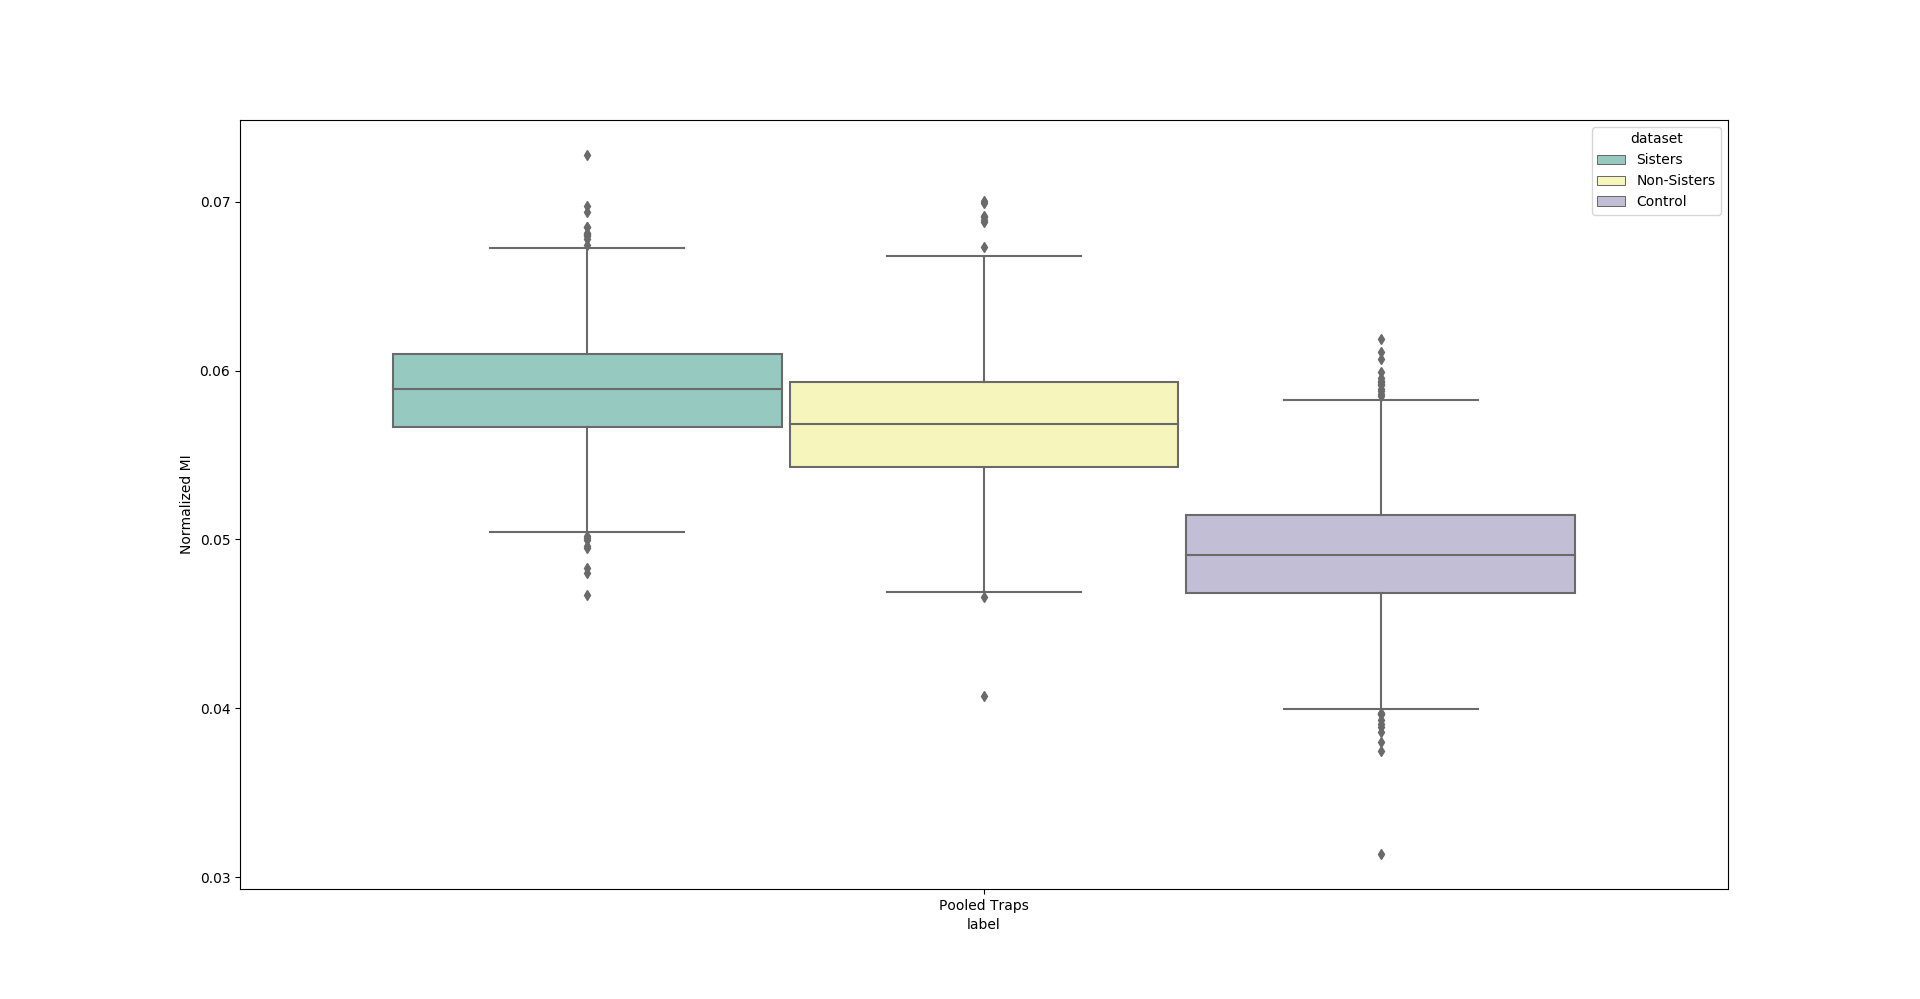 dataset
Sisters
Non-Sisters
Control
0.07
0.06
0.05
0.04
0.03
Normalized MI
Pooled Traps
label